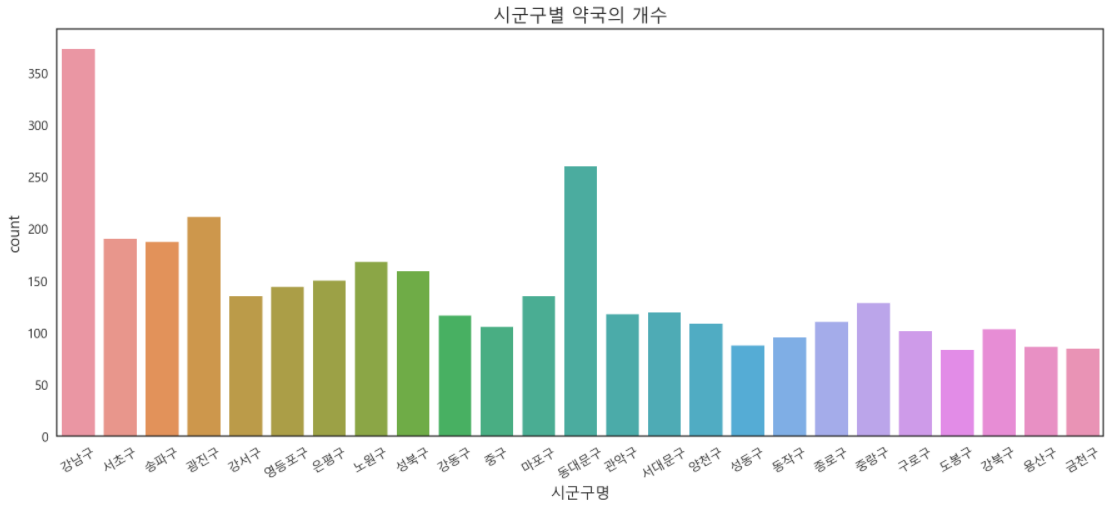 시군구별 약국의 개수
count
350
300
250
200
150
100
50
0
강남구 서초구 송파구 광진구 강서구 영등포구 은평구 노원구 성북구 강동구 중구 마포구 동대문구 관악구 서대문구 양천구 성동구 동작구 종로구 중랑구 구로구 도봉구 강북구 용산구 금천구
시군구명